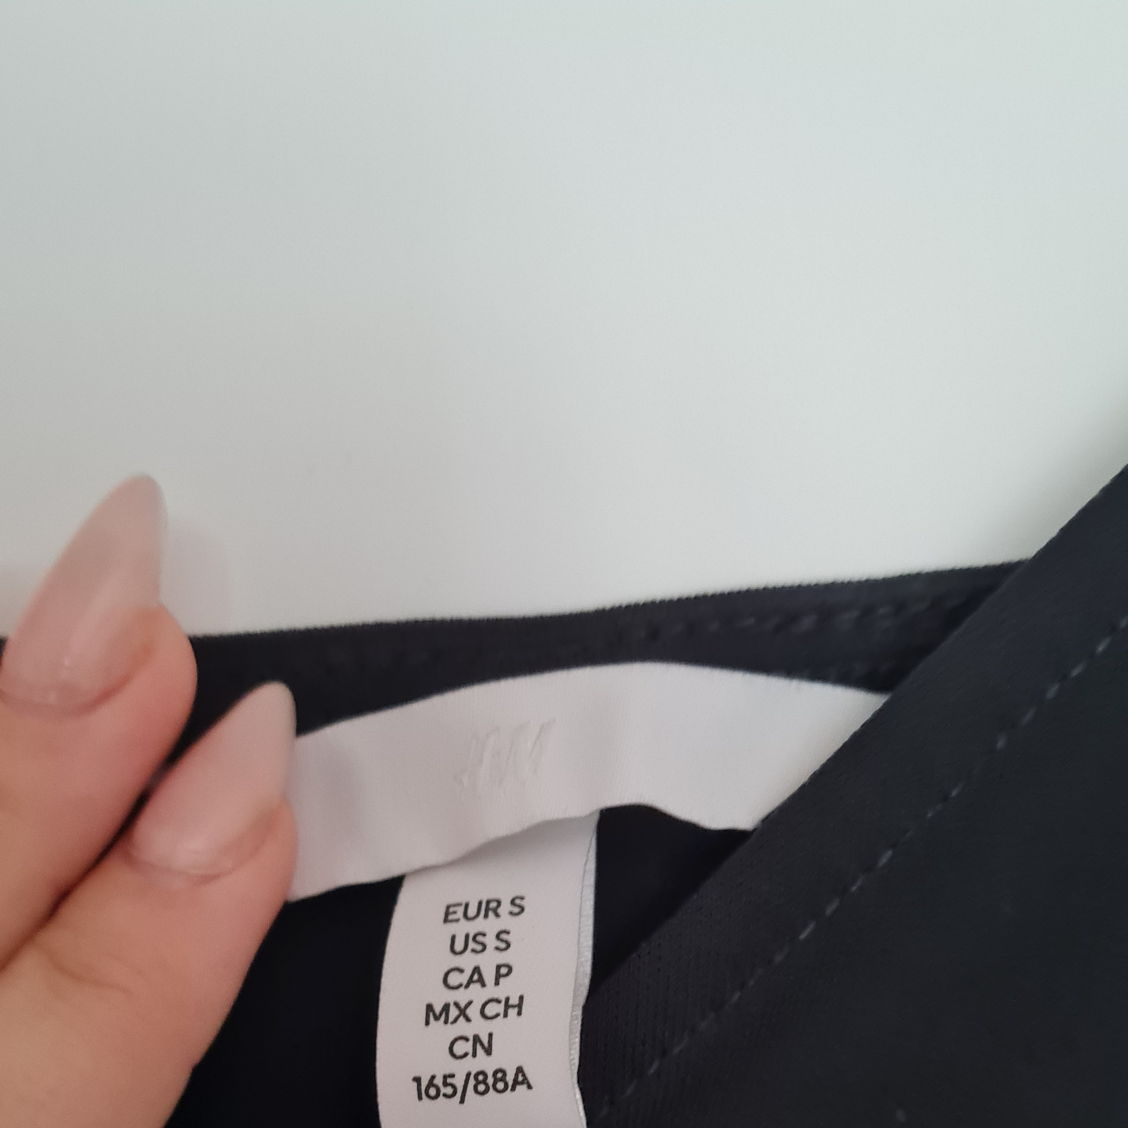 H&M
EUR S
US S
CA P
MX CH
CN
165/88A